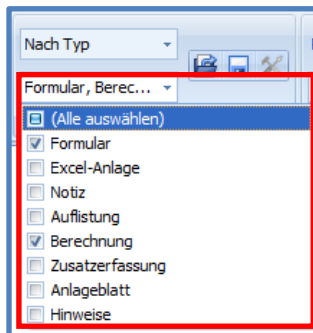 Nach Typ
Formular, Berec...
(Alle auswählen)
Formular
Excel-Anlage
Notiz
Auflistung
Berechnung
Zusatzerfassung
Anlageblatt
Hinweise